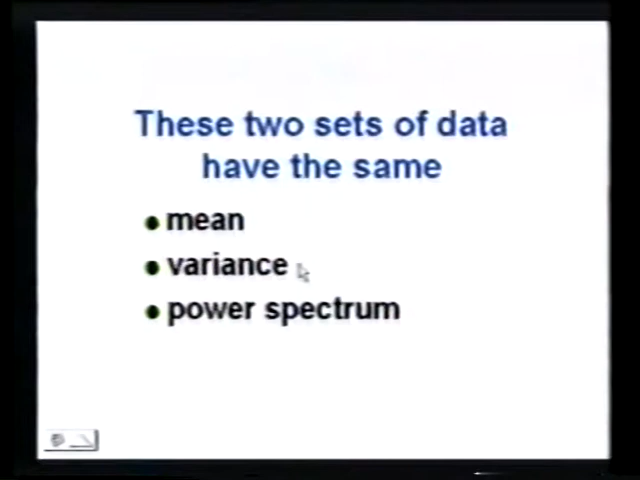 These two sets of data
have the same
mean
variance
power spectrum